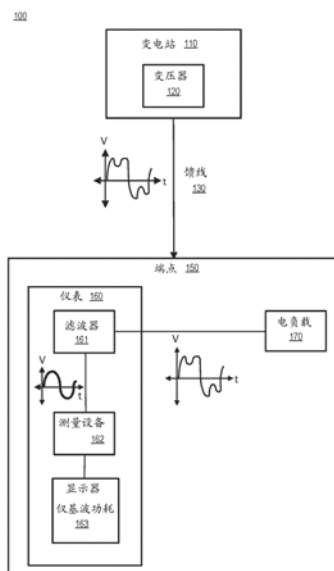 100
变电站 110
变压器
120
V
t
馈线
130
端点 150
仪表 160
滤波器
161
电负载
170
V
t
V
t
测量设备
162
显示器
仅基波功耗
163